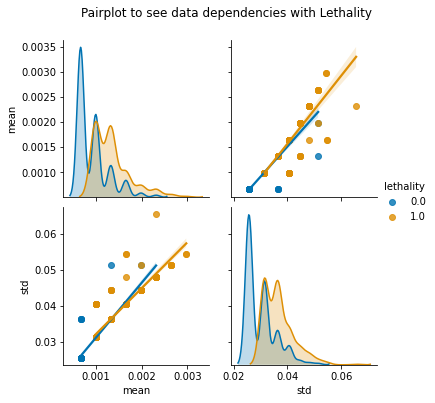 Pairplot to see data dependencies with Lethality
0.0035
0.0030
0.0025
0.0020
0.0015
0.0010
mean
lethality
0.0
1.0
0.06
0.05
0.04
0.03
std
0.001 0.002 0.003
mean
0.02 0.04 0.06
std